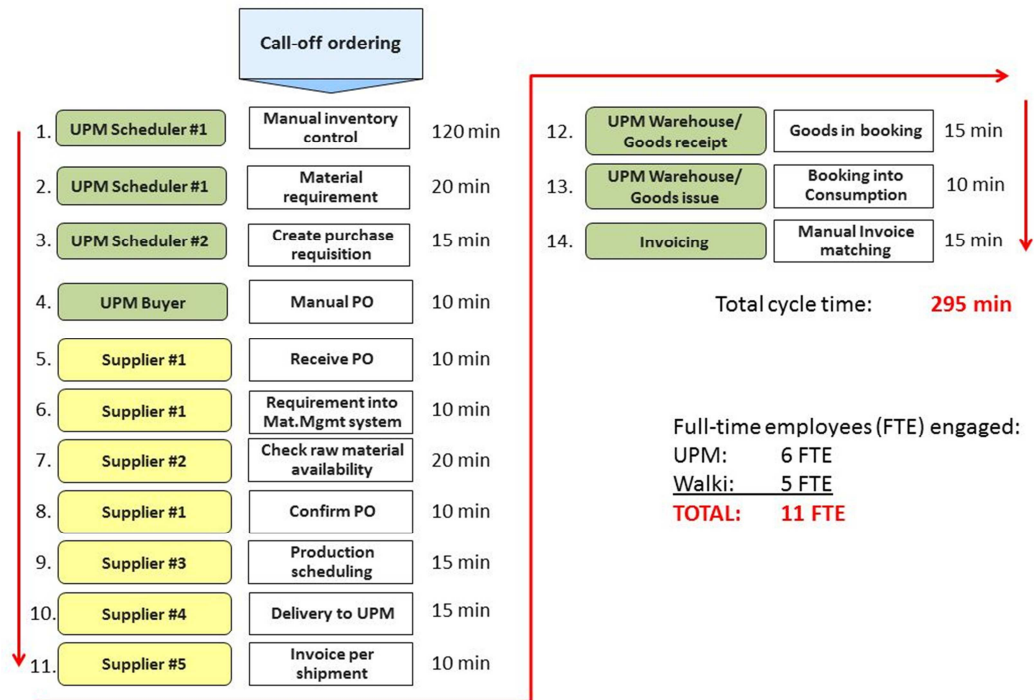 Call-off ordering
1. UPM Scheduler #1 Manual inventory
control 120 min
2. UPM Scheduler #1 Material
requirement 20 min
3. UPM Scheduler #2 Create purchase
requisition 15 min
4. UPM Buyer Manual PO 10 min
5. Supplier #1 Receive PO 10 min
6. Supplier #1 Requirement into
Mat.Mgmt system 10 min
7. Supplier #2 Check raw material
availability 20 min
8. Supplier #1 Confirm PO 10 min
9. Supplier #3 Production
scheduling 15 min
10. Supplier #4 Delivery to UPM 15 min
11. Supplier #5 Invoice per
shipment 10 min
12. UPM Warehouse/
Goods receipt Goods in booking 15 min
13. UPM Warehouse/
Goods issue Booking into
Consumption 10 min
14. Invoicing Manual Invoice
matching 15 min
Total cycle time: 295 min
Full-time employees (FTE) engaged:
UPM: 6 FTE
Walki: 5 FTE
TOTAL: 11 FTE